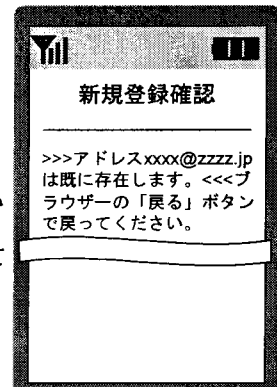 新規登録確認
>>>アドレスxxxx@zzzz.jp
は既に存在します。<<<ブ
ラウザーの「戻る」ボタン
で戻ってください。